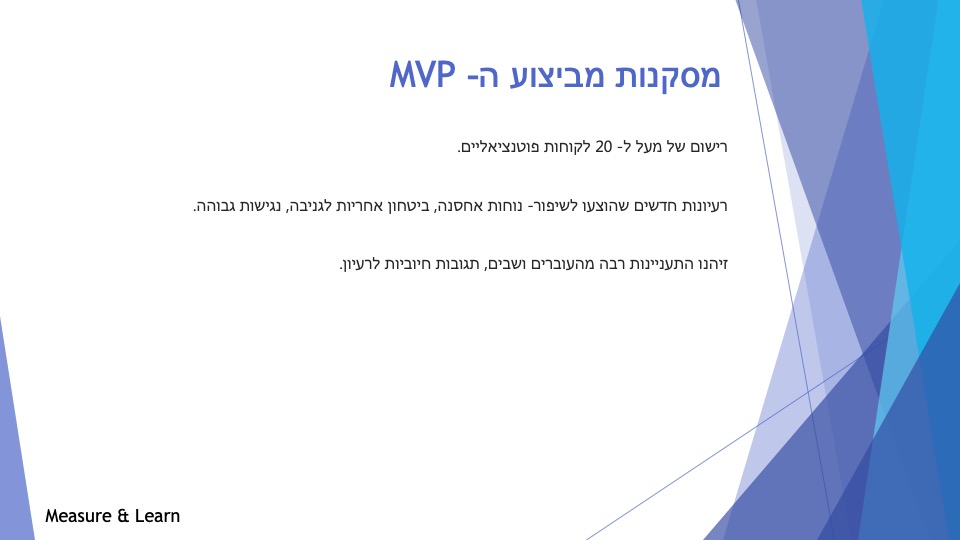 מסקנות מביצוע ה- MVP
רישום של מעל ל- 20 לקוחות פוטנציאליים.
רעיונות חדשים שהוצעו לשיפור- נוחות אחסנה, ביטחון אחריות לגניבה, נגישות גבוהה.
זיהנו התעניינות רבה מהעוברים ושבים, תגובות חיוביות לרעיון.
Measure & Learn